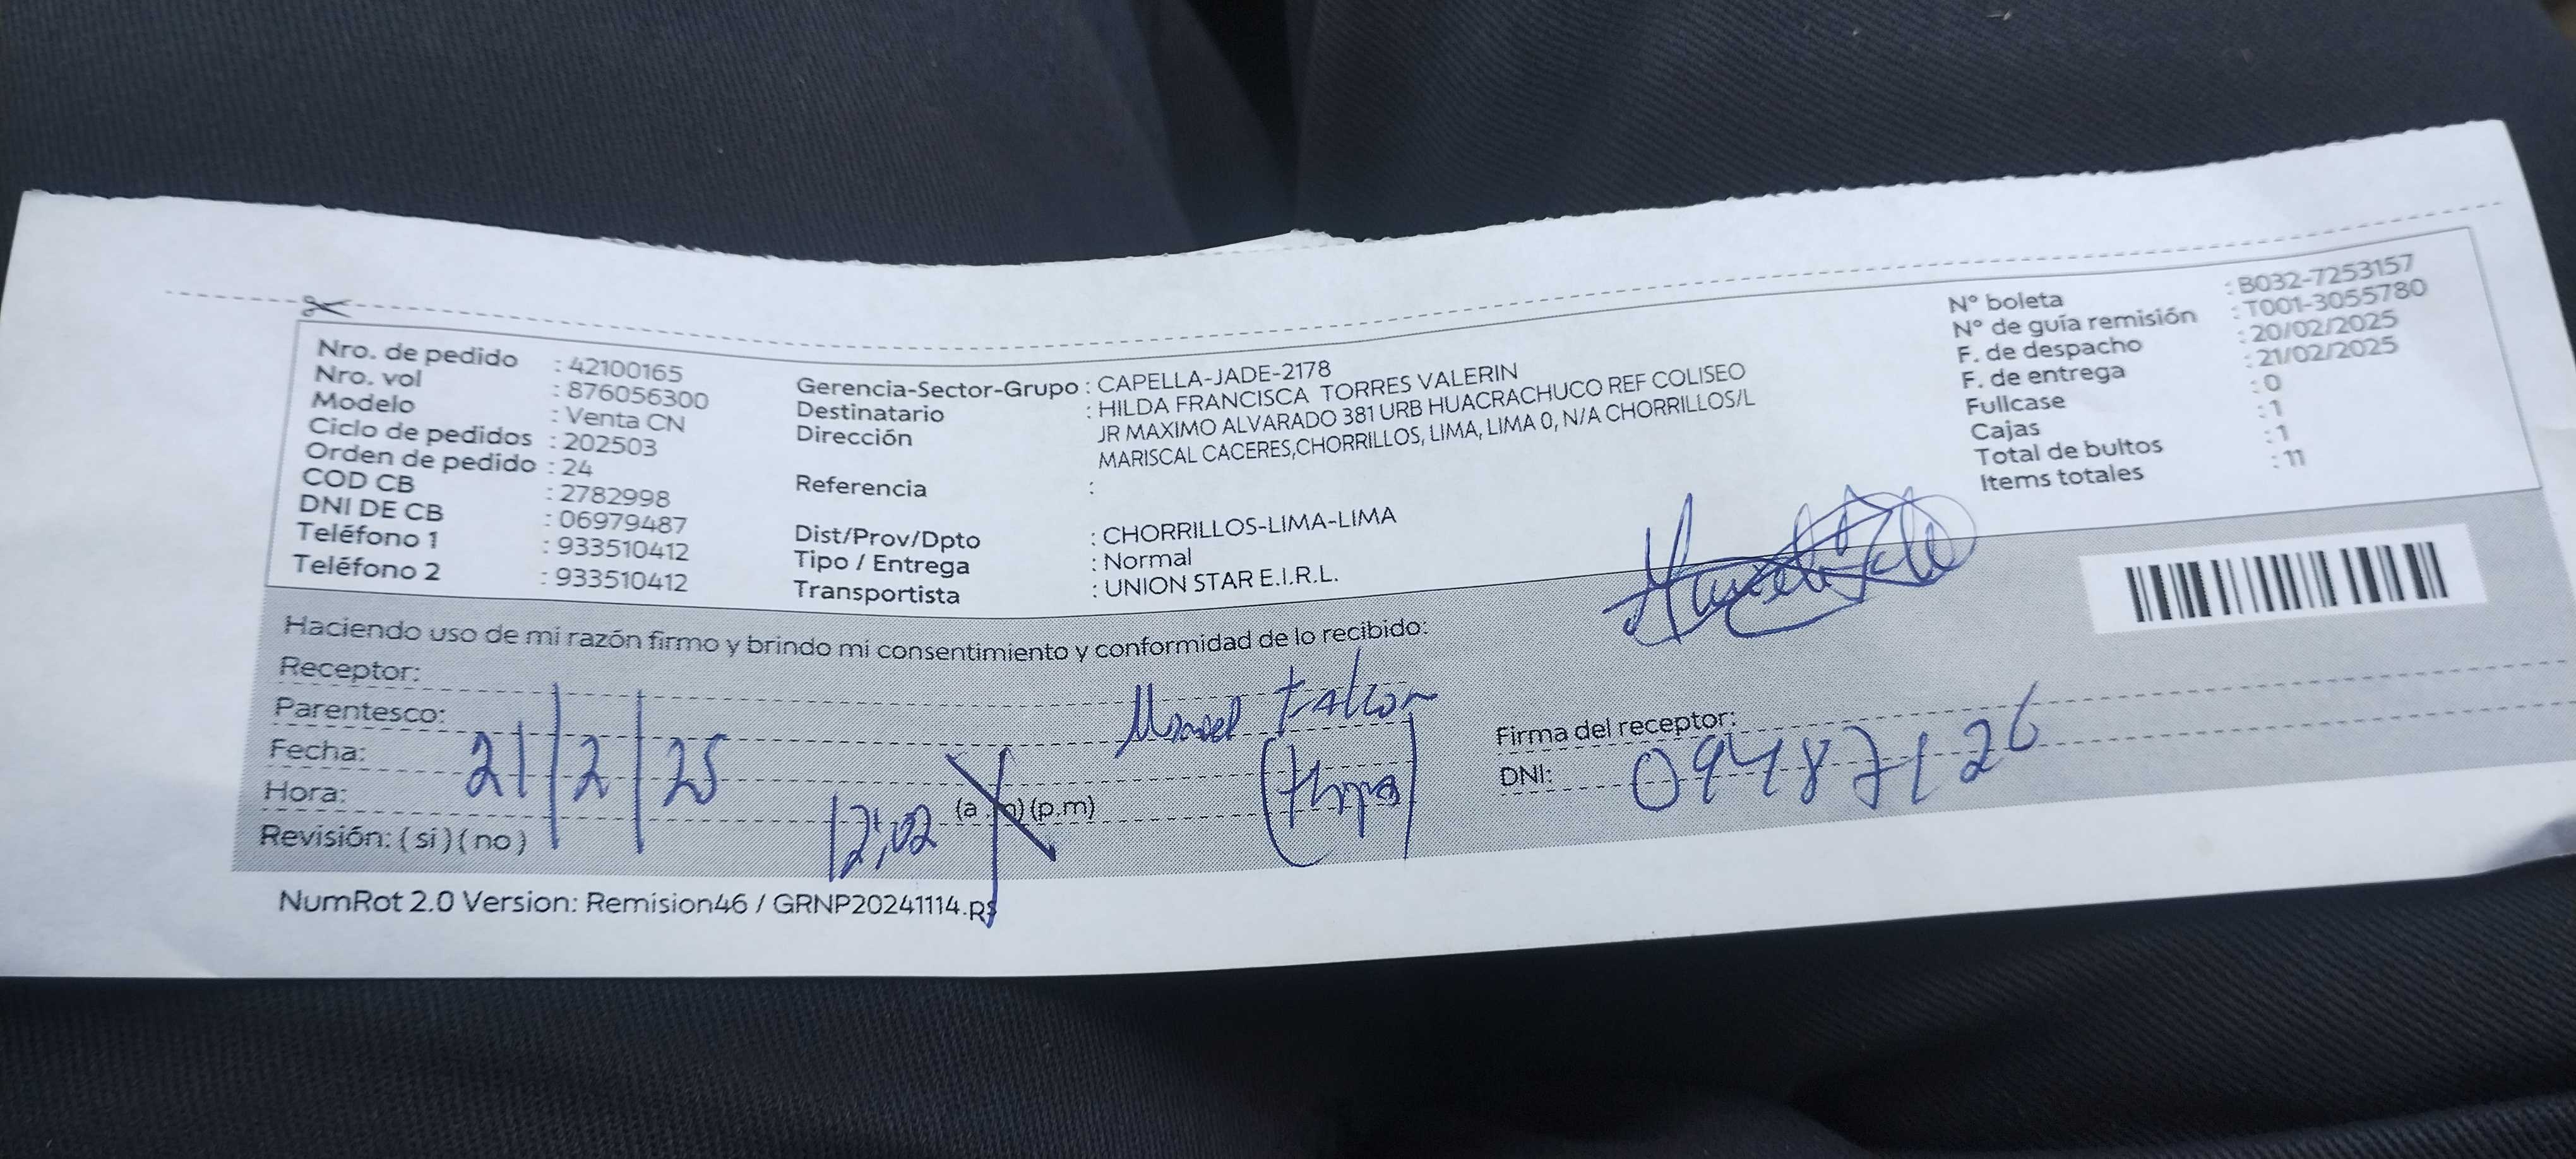 Nro. de pedido : 42100165
Nro. vol : 876056300
Modelo : Venta CN
Ciclo de pedidos : 202503
Orden de pedido : 24
COD CB : 2782998
DNI DE CB : 06979487
Teléfono 1 : 933510412
Teléfono 2 : 933510412
Gerencia-Sector-Grupo : CAPELLA-JADE-2178
Destinatario : HILDA FRANCISCA TORRES VALERIN
Dirección JR MAXIMO ALVARADO 381 URB HUACRACHUCO REF COLISEO
MARISCAL CACERES,CHORRILLOS, LIMA, LIMA 0, N/A CHORRILLOS/L
Referencia :
Dist/Prov/Dpto : CHORRILLOS-LIMA-LIMA
Tipo / Entrega : Normal
Transportista : UNION STAR E.I.R.L.
N° boleta : B032-7253157
N° de guía remisión : T001-3055780
F. de despacho : 20/02/2025
F. de entrega : 21/02/2025
Fullcase : 0
Cajas : 1
Total de bultos : 1
Items totales : 11
Haciendo uso de mi razón firmo y brindo mi consentimiento y conformidad de lo recibido:
Receptor:
Parentesco: Falcon
Fecha: 21/2/25
Hora: 12:02 (a.m) (p.m)
Revisión: ( si ) ( no )
Firma del receptor:
DNI: 09487126
NumRot 2.0 Version: Remision46 / GRNP20241114.RS